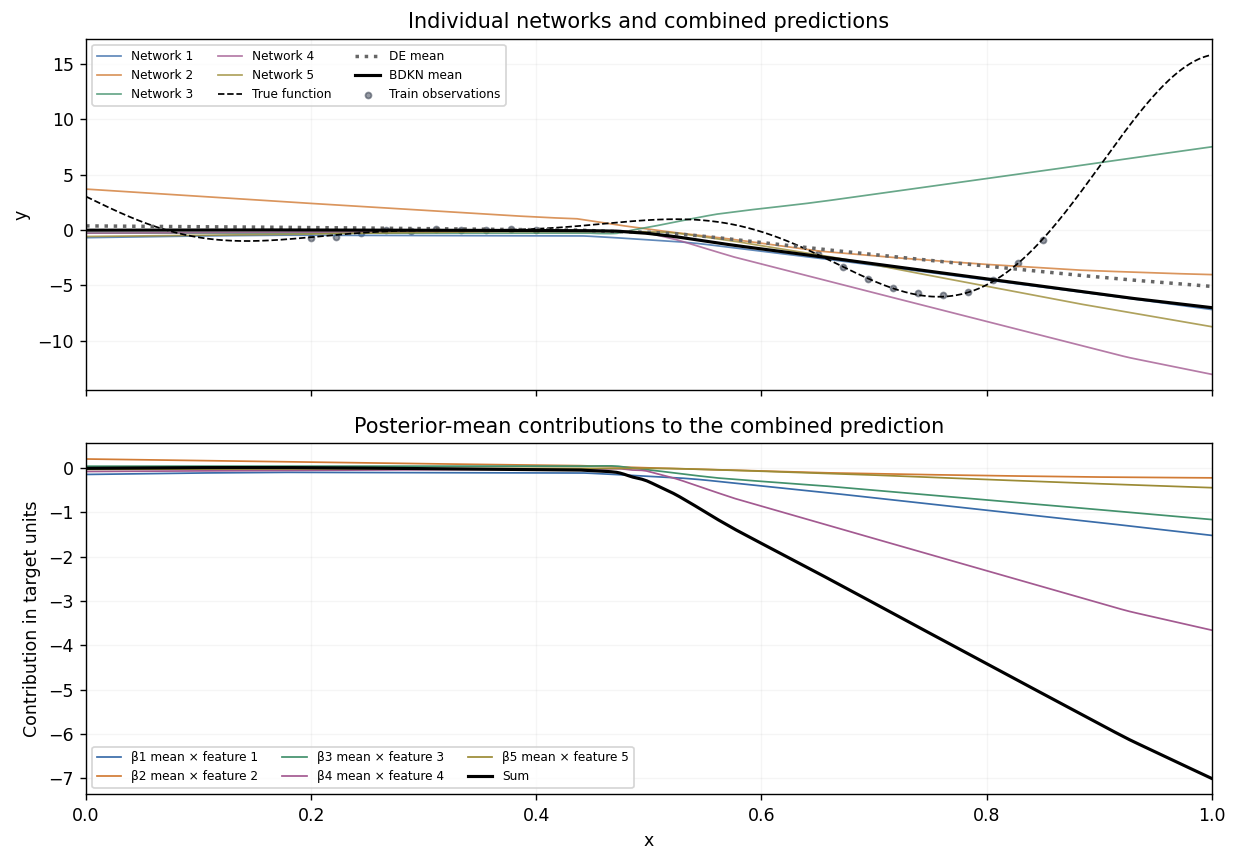 Individual networks and combined predictions
Network 1 Network 4 DE mean
Network 2 Network 5 BDKN mean
Network 3 True function Train observations
y
15
10
5
0
−5
−10
Posterior-mean contributions to the combined prediction
Contribution in target units
0
−1
−2
−3
−4
−5
−6
−7
β1 mean × feature 1 β3 mean × feature 3 β5 mean × feature 5
β2 mean × feature 2 β4 mean × feature 4 Sum
0.0 0.2 0.4 0.6 0.8 1.0
x